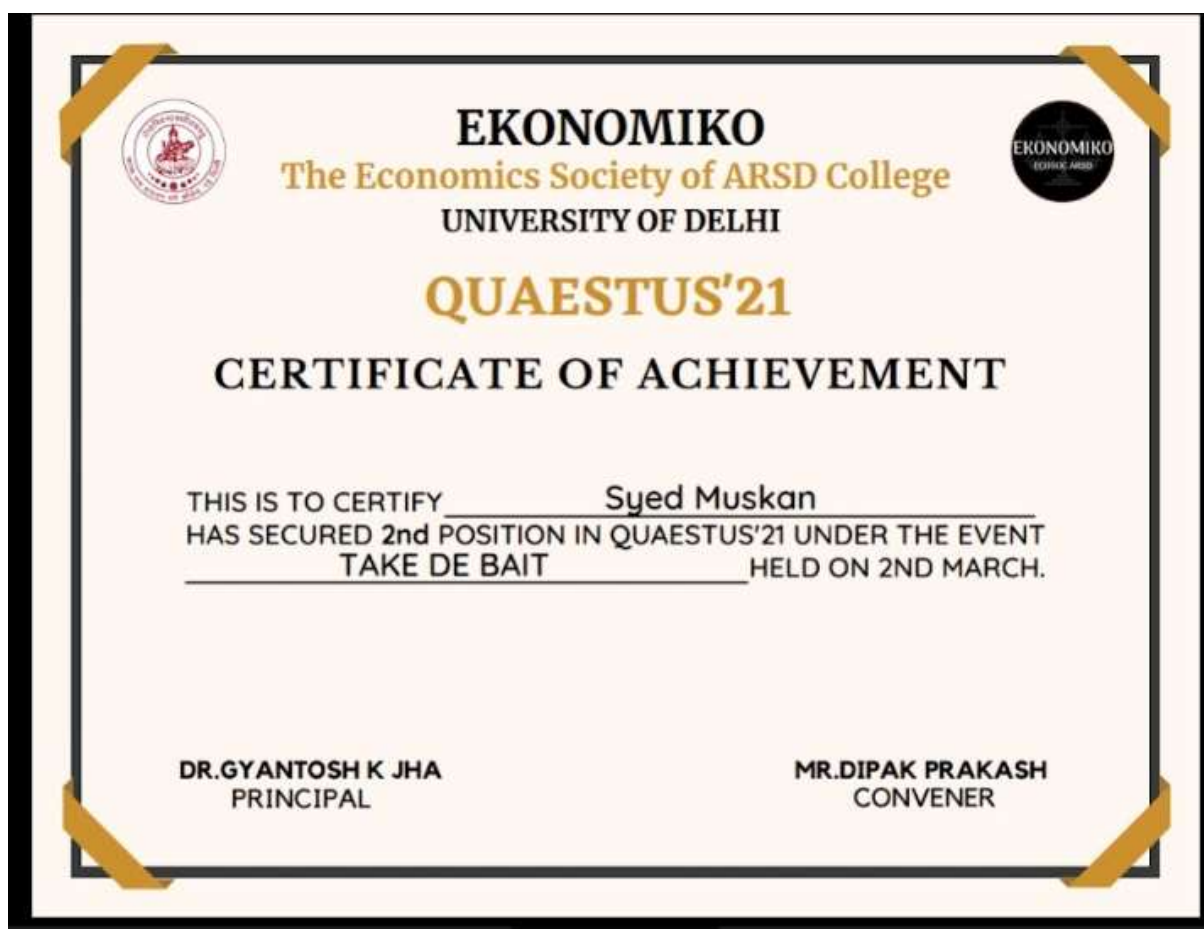 EKONOMIKO
The Economics Society of ARSD College
UNIVERSITY OF DELHI
EKONOMIKO
ECOSOC ARSD
QUAESTUS'21
CERTIFICATE OF ACHIEVEMENT
THIS IS TO CERTIFY Syed Muskan
HAS SECURED 2nd POSITION IN QUAESTUS'21 UNDER THE EVENT
TAKE DE BAIT HELD ON 2ND MARCH.
DR.GYANTOSH K JHA
PRINCIPAL
MR.DIPAK PRAKASH
CONVENER